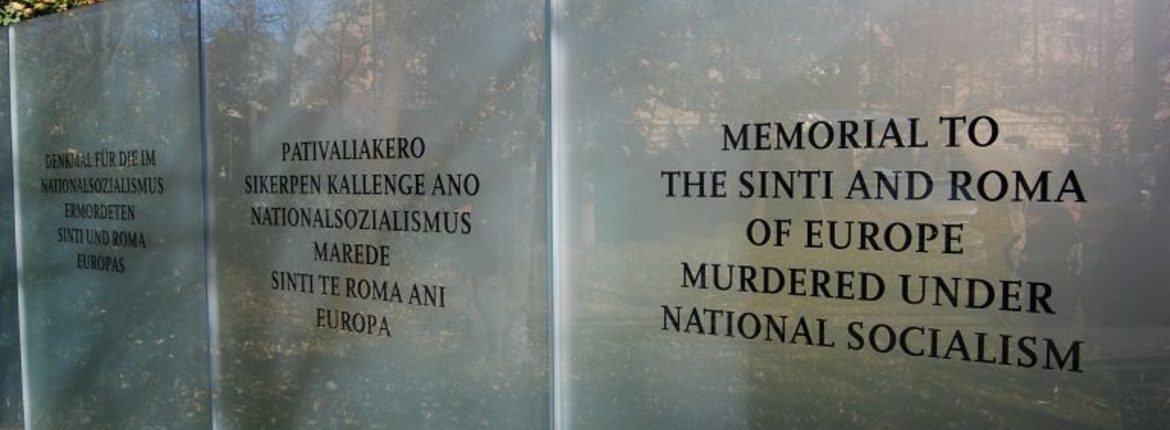 DENKMAL FÜR DIE IM
NATIONALSOZIALISMUS
ERMORDETEN
SINTI UND ROMA
EUROPAS
PATIVALIAKERO
SIKERPEN KALLENGE ANO
NATIONALSOZIALISMUS
MAREDE
SINTI TE ROMA ANI
EUROPA
MEMORIAL TO
THE SINTI AND ROMA
OF EUROPE
MURDERED UNDER
NATIONAL SOCIALISM